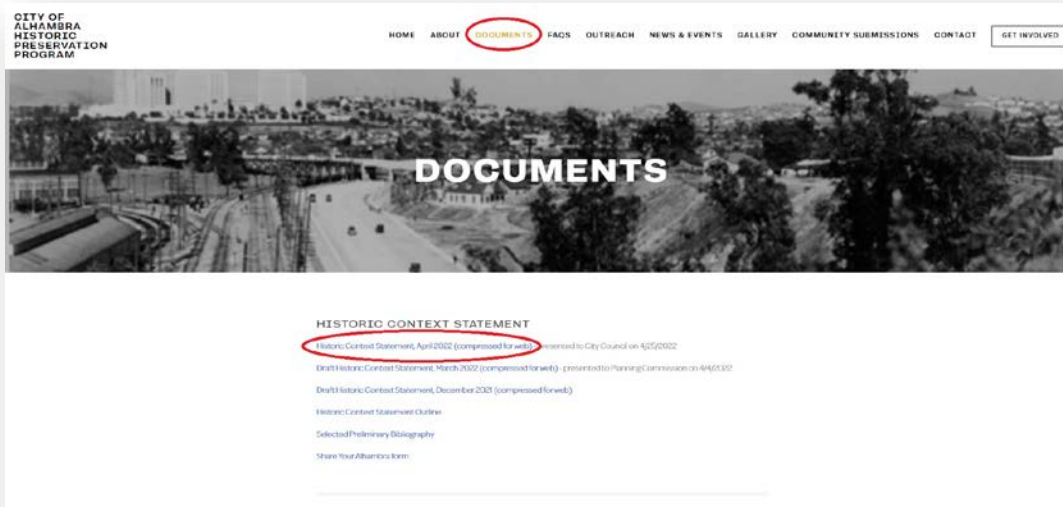 CITY OF
ALHAMBRA
HISTORIC
PRESERVATION
PROGRAM
HOME ABOUT DOCUMENTS FAQS OUTREACH NEWS & EVENTS GALLERY COMMUNITY SUBMISSIONS CONTACT GET INVOLVED
DOCUMENTS
HISTORIC CONTEXT STATEMENT
Historic Context Statement, April 2022 (compressed for web) - presented to City Council on 4/25/2022
Draft Historic Context Statement, March 2022 (compressed for web) - presented to Planning Commission on 4/4/2022
Draft Historic Context Statement, December 2021 (compressed for web)
Historic Context Statement Outline
Selected Preliminary Bibliography
Share Your Alhambra form